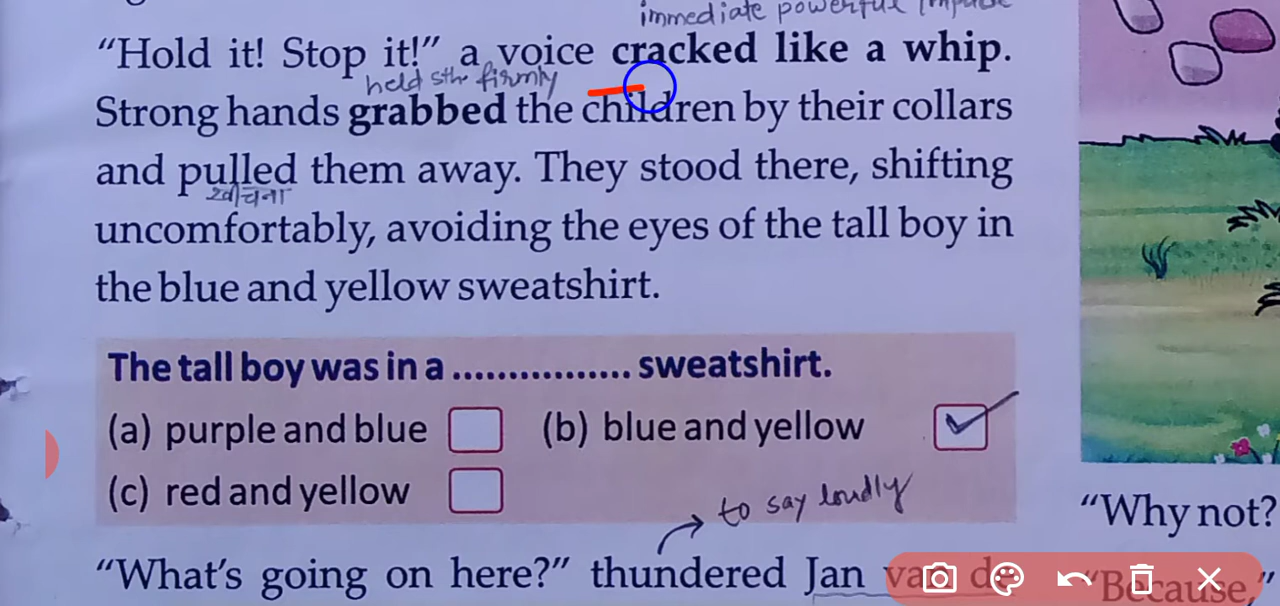 immediate powerful impulse
“Hold it! Stop it!” a voice cracked like a whip.
held sth firmly
Strong hands grabbed the children by their collars
and pulled them away. They stood there, shifting
खींचना
uncomfortably, avoiding the eyes of the tall boy in
the blue and yellow sweatshirt.
The tall boy was in a ................ sweatshirt.
(a) purple and blue (b) blue and yellow
(c) red and yellow
to say loudly
“What’s going on here?” thundered Jan van de
“Why not?
“Because,”